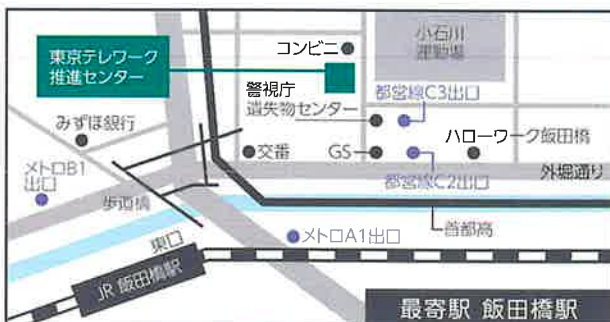 東京テレワーク
推進センター
コンビニ
小石川
運動場
警視庁
遺失物センター
都営線C3出口
みずほ銀行
交番
GS
ハローワーク飯田橋
メトロB1
出口
外堀通り
都営線C2出口
歩道橋
首都高
東口
メトロA1出口
JR 飯田橋駅
最寄駅 飯田橋駅